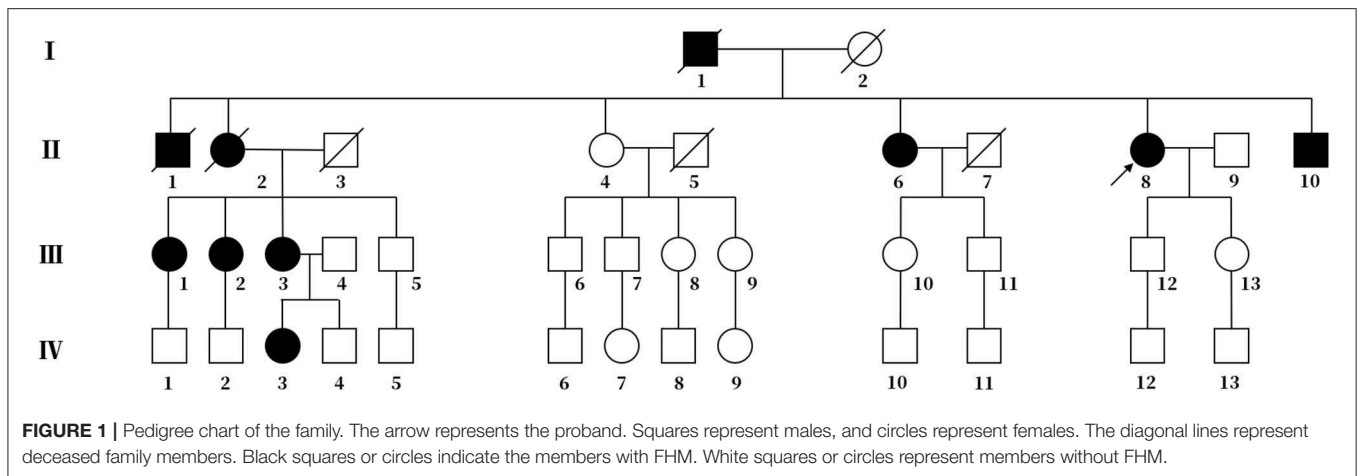 I
1 2
II
1 2 3 4 5 6 7 8 9 10
III
1 2 3 4 5 6 7 8 9 10 11 12 13
IV
1 2 3 4 5 6 7 8 9 10 11 12 13
FIGURE 1 | Pedigree chart of the family. The arrow represents the proband. Squares represent males, and circles represent females. The diagonal lines represent
deceased family members. Black squares or circles indicate the members with FHM. White squares or circles represent members without FHM.